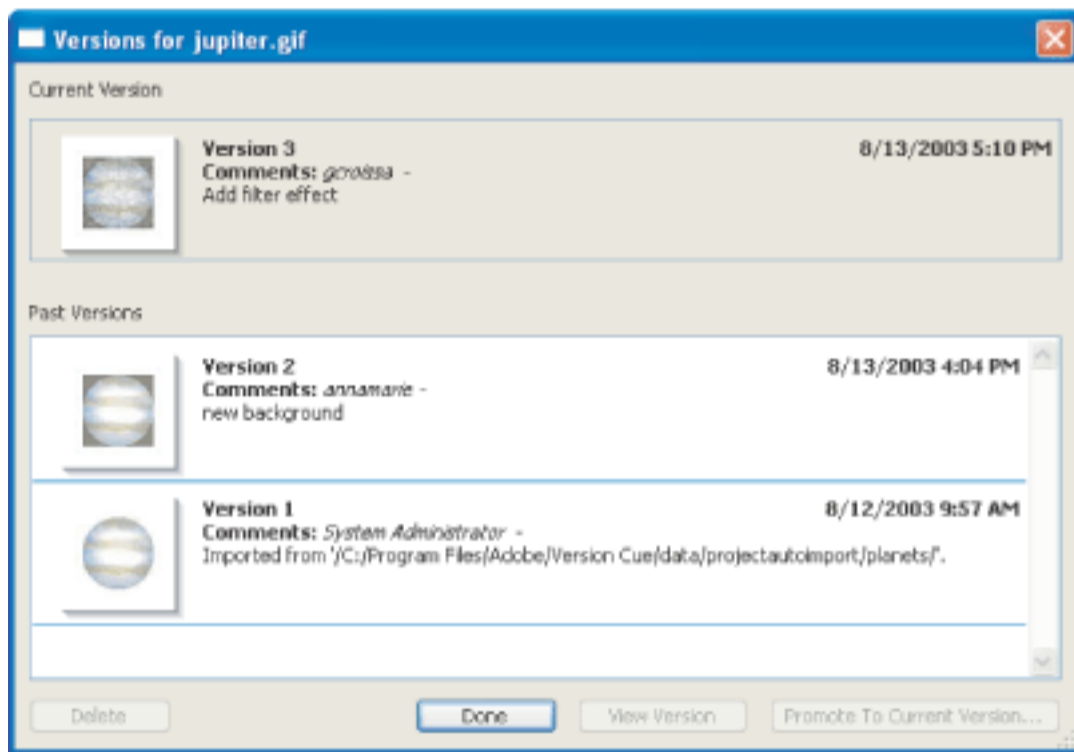 Versions for jupiter.gif
Current Version
Version 3 8/13/2003 5:10 PM
Comments: gcroissa -
Add filter effect
Past Versions
Version 2 8/13/2003 4:04 PM
Comments: annamarie -
new background
Version 1 8/12/2003 9:57 AM
Comments: System Administrator -
Imported from '/C:/Program Files/Adobe/Version Cue/data/projectautoimport/planets/'.
Delete Done View Version Promote To Current Version...